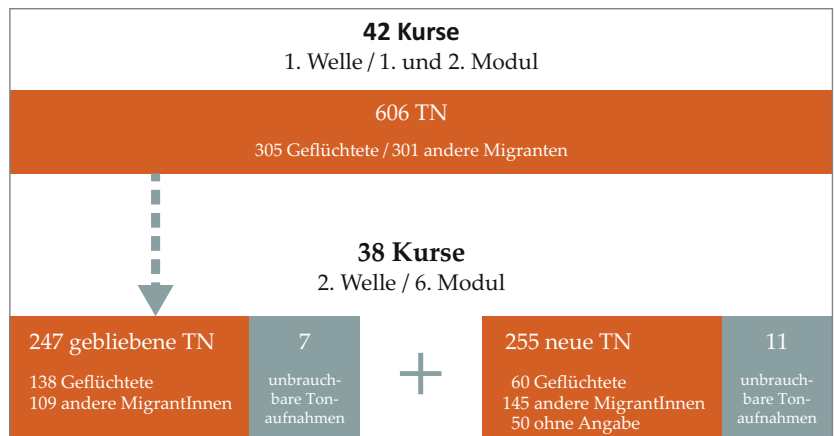 42 Kurse
1. Welle / 1. und 2. Modul
606 TN
305 Geflüchtete / 301 andere Migranten
38 Kurse
2. Welle / 6. Modul
247 gebliebene TN
138 Geflüchtete
109 andere MigrantInnen
7
unbrauch-
bare Ton-
aufnahmen
+
255 neue TN
60 Geflüchtete
145 andere MigrantInnen
50 ohne Angabe
11
unbrauch-
bare Ton-
aufnahmen